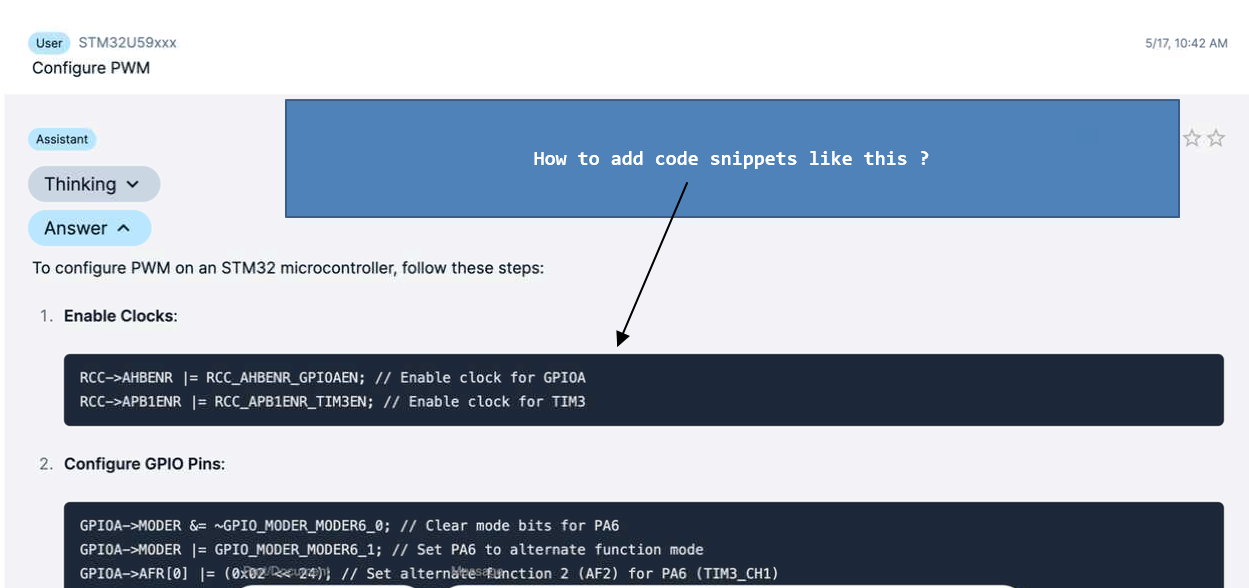 User STM32U59xxx 5/17, 10:42 AM
Configure PWM
Assistant
How to add code snippets like this ?
Thinking
Answer
To configure PWM on an STM32 microcontroller, follow these steps:
1. Enable Clocks:
RCC->AHBENR |= RCC_AHBENR_GPIOAEN; // Enable clock for GPIOA
RCC->APB1ENR |= RCC_APB1ENR_TIM3EN; // Enable clock for TIM3
2. Configure GPIO Pins:
GPIOA->MODER &= ~GPIO_MODER_MODER6_0; // Clear mode bits for PA6
GPIOA->MODER |= GPIO_MODER_MODER6_1; // Set PA6 to alternate function mode
GPIOA->AFR[0] |= (0x02 << 24); // Set alternate function 2 (AF2) for PA6 (TIM3_CH1)
Part/Document Message